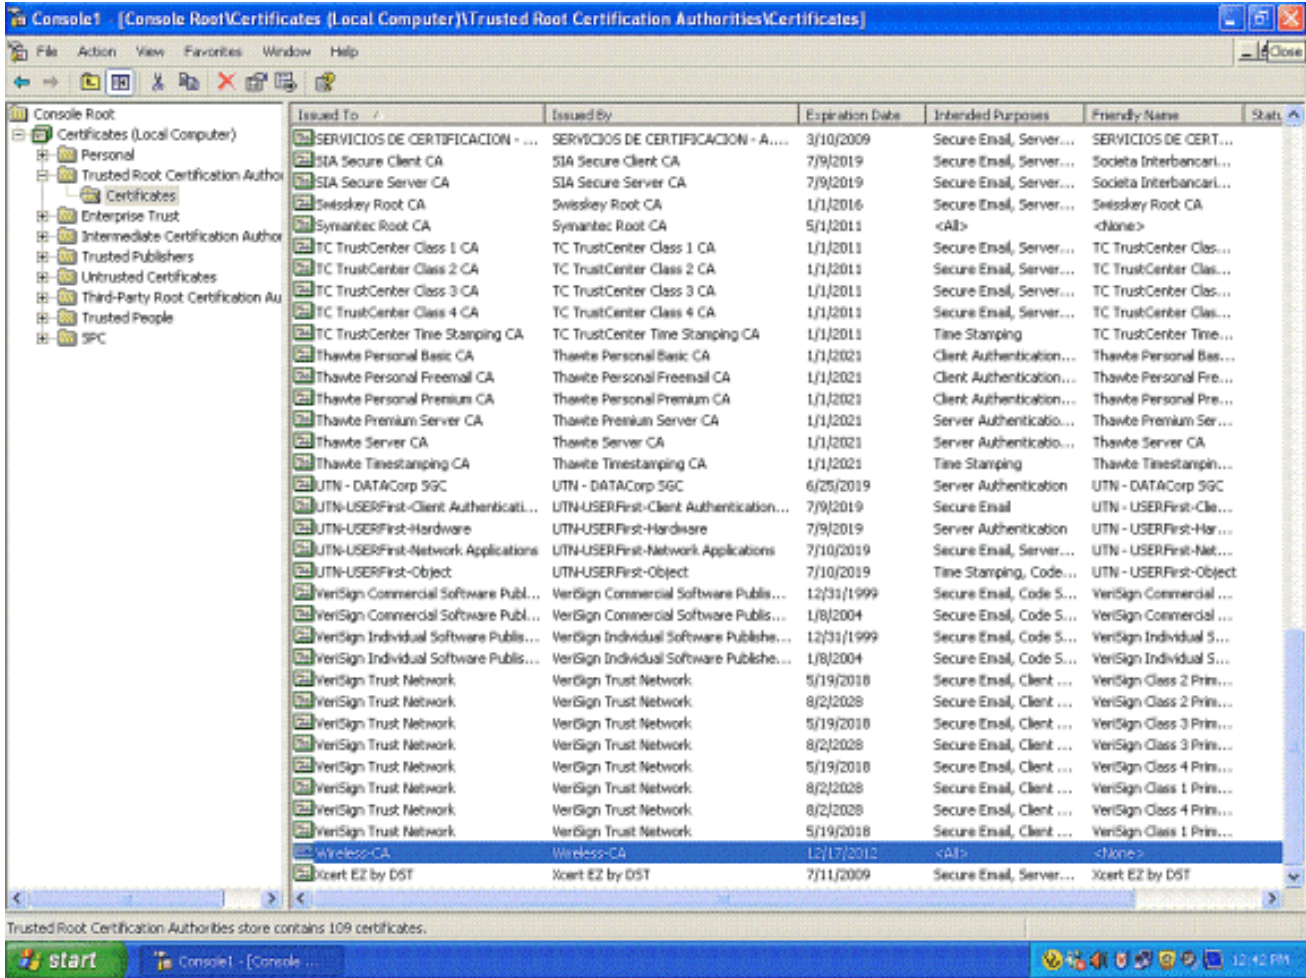 Console1 - [Console Root\Certificates (Local Computer)\Trusted Root Certification Authorities\Certificates]
File Action View Favorites Window Help
Close
Console Root
Certificates (Local Computer)
Personal
Trusted Root Certification Author
Certificates
Enterprise Trust
Intermediate Certification Author
Trusted Publishers
Untrusted Certificates
Third-Party Root Certification Au
Trusted People
SPC
Issued To Issued By Expiration Date Intended Purposes Friendly Name Statu
SERVICIOS DE CERTIFICACION - ... SERVICIOS DE CERTIFICACION - A.... 3/10/2009 Secure Email, Server... SERVICIOS DE CERT...
SIA Secure Client CA SIA Secure Client CA 7/9/2019 Secure Email, Server... Societa Interbancari...
SIA Secure Server CA SIA Secure Server CA 7/9/2019 Secure Email, Server... Societa Interbancari...
Swisskey Root CA Swisskey Root CA 1/1/2016 Secure Email, Server... Swisskey Root CA
Symantec Root CA Symantec Root CA 5/1/2011 <All> <None>
TC TrustCenter Class 1 CA TC TrustCenter Class 1 CA 1/1/2011 Secure Email, Server... TC TrustCenter Clas...
TC TrustCenter Class 2 CA TC TrustCenter Class 2 CA 1/1/2011 Secure Email, Server... TC TrustCenter Clas...
TC TrustCenter Class 3 CA TC TrustCenter Class 3 CA 1/1/2011 Secure Email, Server... TC TrustCenter Clas...
TC TrustCenter Class 4 CA TC TrustCenter Class 4 CA 1/1/2011 Secure Email, Server... TC TrustCenter Clas...
TC TrustCenter Time Stamping CA TC TrustCenter Time Stamping CA 1/1/2011 Time Stamping TC TrustCenter Time...
Thawte Personal Basic CA Thawte Personal Basic CA 1/1/2021 Client Authentication... Thawte Personal Bas...
Thawte Personal Freemail CA Thawte Personal Freemail CA 1/1/2021 Client Authentication... Thawte Personal Fre...
Thawte Personal Premium CA Thawte Personal Premium CA 1/1/2021 Client Authentication... Thawte Personal Pre...
Thawte Premium Server CA Thawte Premium Server CA 1/1/2021 Server Authenticatio... Thawte Premium Ser...
Thawte Server CA Thawte Server CA 1/1/2021 Server Authenticatio... Thawte Server CA
Thawte Timestamping CA Thawte Timestamping CA 1/1/2021 Time Stamping Thawte Timestampin...
UTN - DATACorp SGC UTN - DATACorp SGC 6/25/2019 Server Authentication UTN - DATACorp SGC
UTN-USERFirst-Client Authenticati... UTN-USERFirst-Client Authentication... 7/9/2019 Secure Email UTN - USERFirst-Clie...
UTN-USERFirst-Hardware UTN-USERFirst-Hardware 7/9/2019 Server Authentication UTN - USERFirst-Har...
UTN-USERFirst-Network Applications UTN-USERFirst-Network Applications 7/10/2019 Secure Email, Server... UTN - USERFirst-Net...
UTN-USERFirst-Object UTN-USERFirst-Object 7/10/2019 Time Stamping, Code... UTN - USERFirst-Object
VeriSign Commercial Software Publ... VeriSign Commercial Software Publis... 12/31/1999 Secure Email, Code S... VeriSign Commercial ...
VeriSign Commercial Software Publ... VeriSign Commercial Software Publis... 1/8/2004 Secure Email, Code S... VeriSign Commercial ...
VeriSign Individual Software Publis... VeriSign Individual Software Publishe... 12/31/1999 Secure Email, Code S... VeriSign Individual S...
VeriSign Individual Software Publis... VeriSign Individual Software Publishe... 1/8/2004 Secure Email, Code S... VeriSign Individual S...
VeriSign Trust Network VeriSign Trust Network 5/19/2018 Secure Email, Client ... VeriSign Class 2 Prim...
VeriSign Trust Network VeriSign Trust Network 8/2/2028 Secure Email, Client ... VeriSign Class 2 Prim...
VeriSign Trust Network VeriSign Trust Network 5/19/2018 Secure Email, Client ... VeriSign Class 3 Prim...
VeriSign Trust Network VeriSign Trust Network 8/2/2028 Secure Email, Client ... VeriSign Class 3 Prim...
VeriSign Trust Network VeriSign Trust Network 5/19/2018 Secure Email, Client ... VeriSign Class 4 Prim...
VeriSign Trust Network VeriSign Trust Network 8/2/2028 Secure Email, Client ... VeriSign Class 1 Prim...
VeriSign Trust Network VeriSign Trust Network 8/2/2028 Secure Email, Client ... VeriSign Class 4 Prim...
VeriSign Trust Network VeriSign Trust Network 5/19/2018 Secure Email, Client ... VeriSign Class 1 Prim...
Wireless-CA Wireless-CA 12/17/2012 <All> <None>
Xcert EZ by DST Xcert EZ by DST 7/11/2009 Secure Email, Server... Xcert EZ by DST
Trusted Root Certification Authorities store contains 109 certificates.
start Console1 - [Console ... 12:42 PM